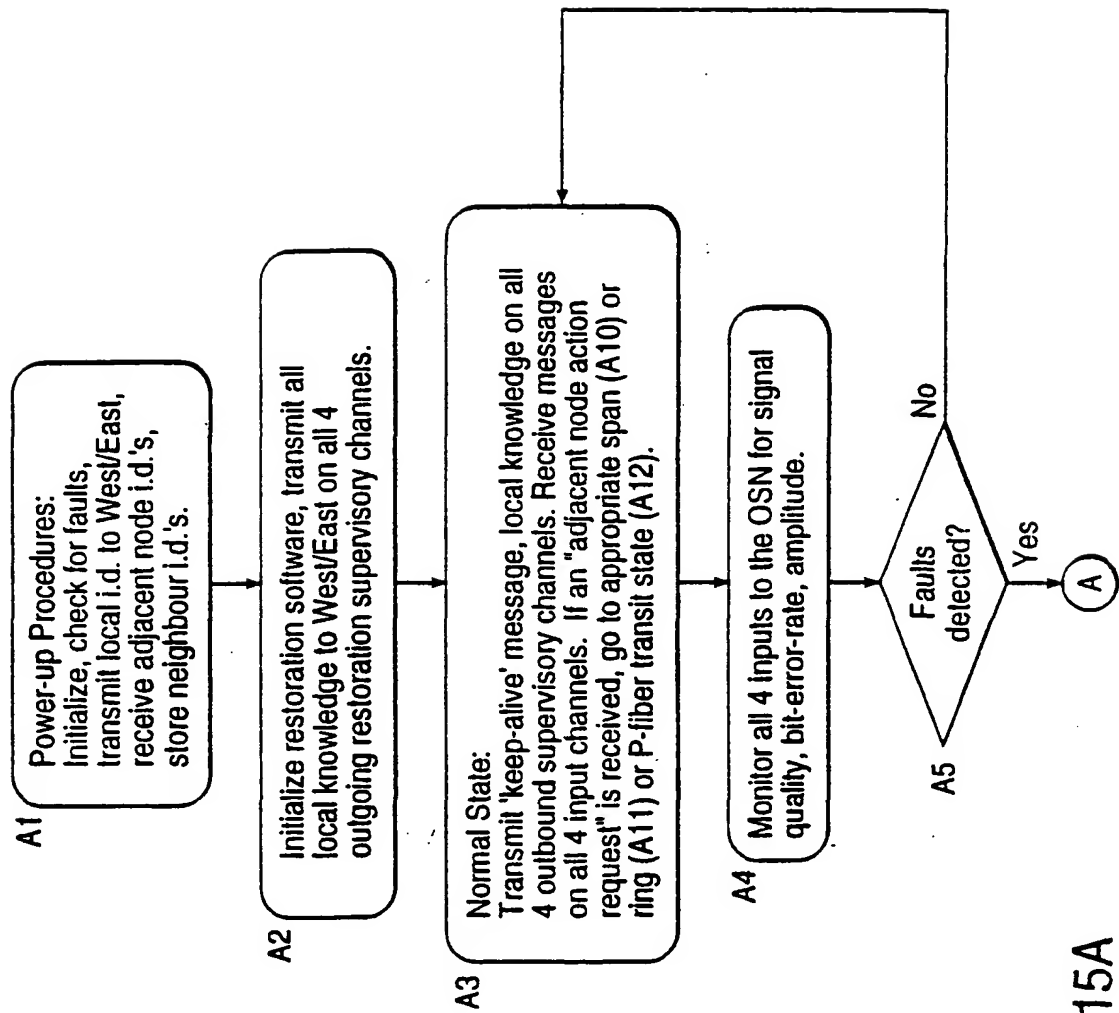 A1
Power-up Procedures:
Initialize, check for faults,
transmit local i.d. to West/East,
receive adjacent node i.d.'s,
store neighbour i.d.'s.
A2
Initialize restoration software, transmit all
local knowledge to West/East on all 4
outgoing restoration supervisory channels.
A3
Normal State:
Transmit 'keep-alive' message, local knowledge on all
4 outbound supervisory channels. Receive messages
on all 4 input channels. If an "adjacent node action
request" is received, go to appropriate span (A10) or
ring (A11) or P-fiber transit state (A12).
A4
Monitor all 4 inputs to the OSN for signal
quality, bit-error-rate, amplitude.
A5
Faults
detected?
No
Yes
A
15A